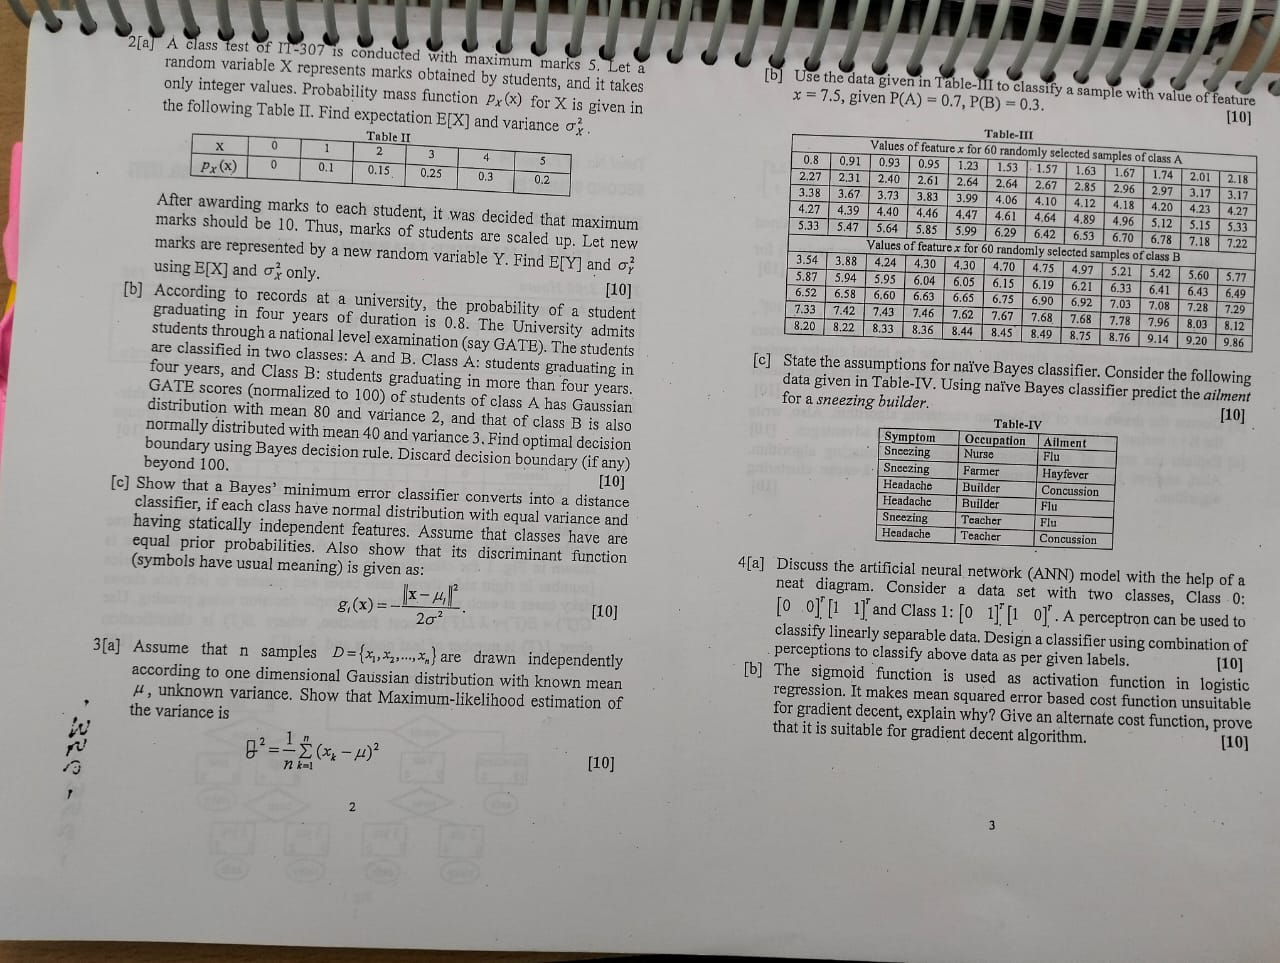 2[a] A class test of IT-307 is conducted with maximum marks 5. Let a
random variable X represents marks obtained by students, and it takes
only integer values. Probability mass function pX(x) for X is given in
the following Table II. Find expectation E[X] and variance σ²X.
Table II
X 0 1 2 3 4 5
pX(x) 0 0.1 0.15 0.25 0.3 0.2
After awarding marks to each student, it was decided that maximum
marks should be 10. Thus, marks of students are scaled up. Let new
marks are represented by a new random variable Y. Find E[Y] and σ²Y
using E[X] and σ²X only. [10]
[b] According to records at a university, the probability of a student
graduating in four years of duration is 0.8. The University admits
students through a national level examination (say GATE). The students
are classified in two classes: A and B. Class A: students graduating in
four years, and Class B: students graduating in more than four years.
GATE scores (normalized to 100) of students of class A has Gaussian
distribution with mean 80 and variance 2, and that of class B is also
normally distributed with mean 40 and variance 3. Find optimal decision
boundary using Bayes decision rule. Discard decision boundary (if any)
beyond 100. [10]
[c] Show that a Bayes' minimum error classifier converts into a distance
classifier, if each class have normal distribution with equal variance and
having statically independent features. Assume that classes have are
equal prior probabilities. Also show that its discriminant function
(symbols have usual meaning) is given as:
gᵢ(x) = -‖x - μᵢ‖² / 2σ². [10]
3[a] Assume that n samples D={x₁,x₂,...,xₙ} are drawn independently
according to one dimensional Gaussian distribution with known mean
μ, unknown variance. Show that Maximum-likelihood estimation of
the variance is
² = 1/n Σ k=1 n (xₖ - μ)² [10]
2
[b] Use the data given in Table-III to classify a sample with value of feature
x = 7.5, given P(A) = 0.7, P(B) = 0.3. [10]
Table-III
Values of feature x for 60 randomly selected samples of class A
0.8 0.91 0.93 0.95 1.23 1.53 1.57 1.63 1.67 1.74 2.01 2.18
2.27 2.31 2.40 2.61 2.64 2.64 2.67 2.85 2.96 2.97 3.17 3.17
3.38 3.67 3.73 3.83 3.99 4.06 4.10 4.12 4.18 4.20 4.23 4.27
4.27 4.39 4.40 4.46 4.47 4.61 4.64 4.89 4.96 5.12 5.15 5.33
5.33 5.47 5.64 5.85 5.99 6.29 6.42 6.53 6.70 6.78 7.18 7.22
Values of feature x for 60 randomly selected samples of class B
3.54 3.88 4.24 4.30 4.30 4.70 4.75 4.97 5.21 5.42 5.60 5.77
5.87 5.94 5.95 6.04 6.05 6.15 6.19 6.21 6.33 6.41 6.43 6.49
6.52 6.58 6.60 6.63 6.65 6.75 6.90 6.92 7.03 7.08 7.28 7.29
7.33 7.42 7.43 7.46 7.62 7.67 7.68 7.68 7.78 7.96 8.03 8.12
8.20 8.22 8.33 8.36 8.44 8.45 8.49 8.75 8.76 9.14 9.20 9.86
[c] State the assumptions for naïve Bayes classifier. Consider the following
data given in Table-IV. Using naïve Bayes classifier predict the ailment
for a sneezing builder. [10]
Table-IV
Symptom Occupation Ailment
Sneezing Nurse Flu
Sneezing Farmer Hayfever
Headache Builder Concussion
Headache Builder Flu
Sneezing Teacher Flu
Headache Teacher Concussion
4[a] Discuss the artificial neural network (ANN) model with the help of a
neat diagram. Consider a data set with two classes, Class 0:
[0 0]ᵀ[1 1]ᵀ and Class 1: [0 1]ᵀ[1 0]ᵀ. A perceptron can be used to
classify linearly separable data. Design a classifier using combination of
perceptions to classify above data as per given labels. [10]
[b] The sigmoid function is used as activation function in logistic
regression. It makes mean squared error based cost function unsuitable
for gradient decent, explain why? Give an alternate cost function, prove
that it is suitable for gradient decent algorithm. [10]
3